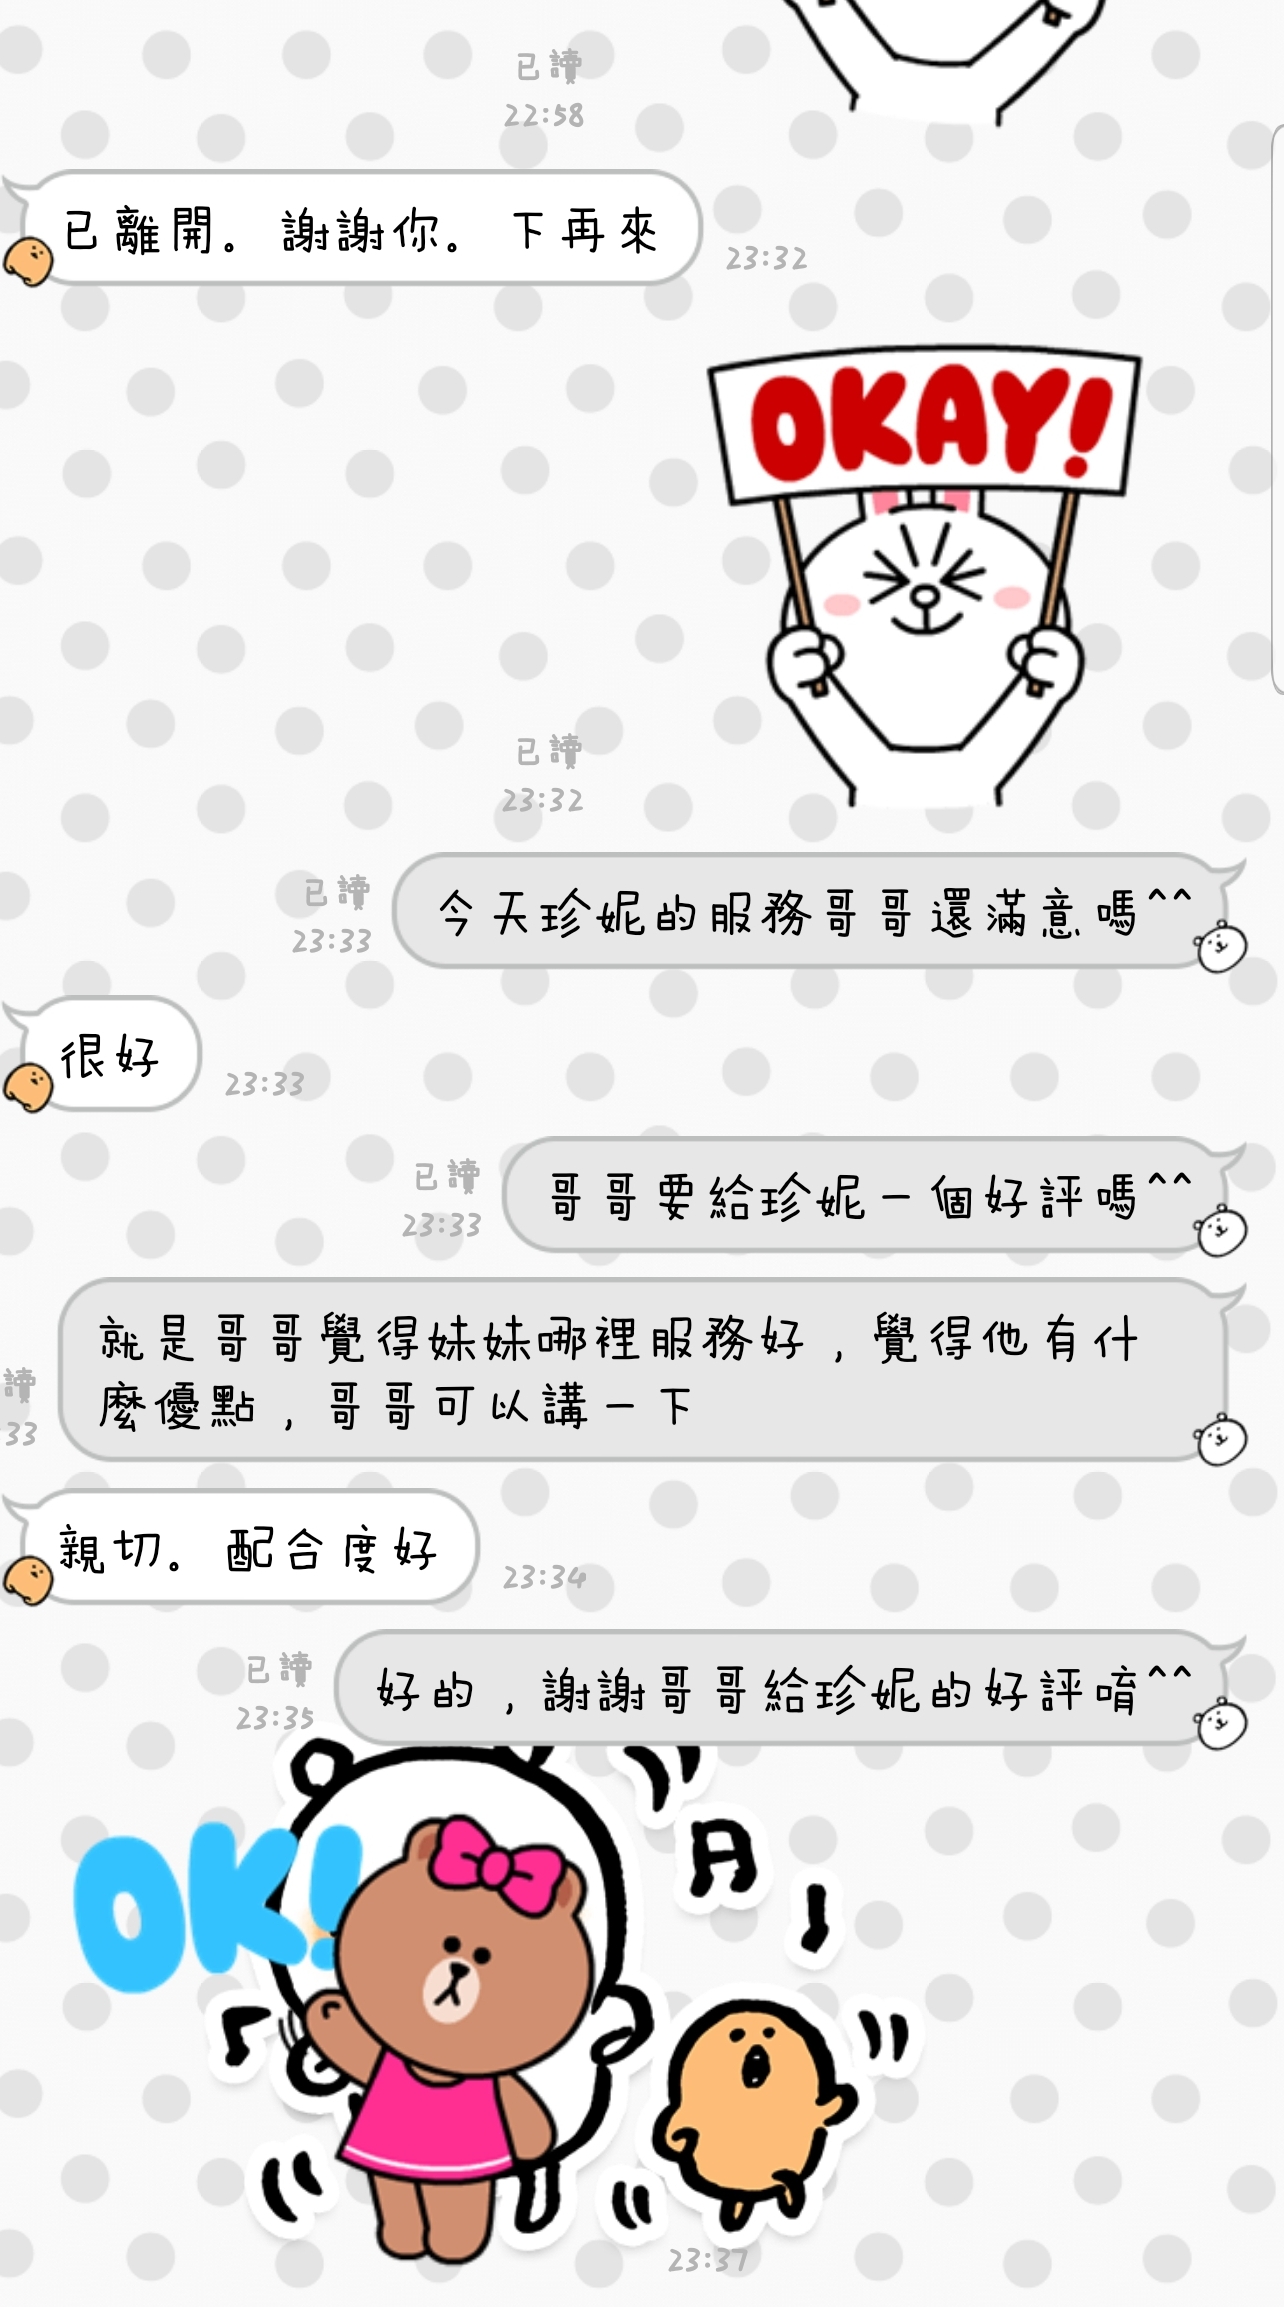 已讀
22:58
已離開。 謝謝你。 下再來
23:32
OKAY!
已讀
23:32
今天珍妮的服務哥哥還滿意嗎^^
已讀
23:33
很好
23:33
哥哥要給珍妮一個好評嗎^^
已讀
23:33
就是哥哥覺得妹妹哪裡服務好，覺得他有什
麼優點，哥哥可以講一下
讀
33
親切。 配合度好
23:34
好的，謝謝哥哥給珍妮的好評唷^^
已讀
23:35
OK!
23:37